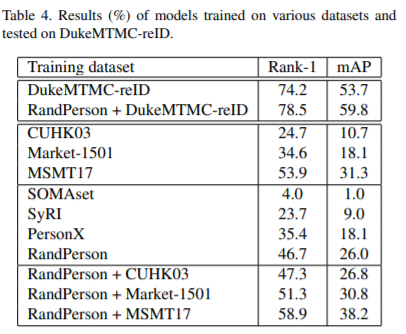 Table 4. Results (%) of models trained on various datasets and
tested on DukeMTMC-reID.
Training dataset Rank-1 mAP
DukeMTMC-reID 74.2 53.7
RandPerson + DukeMTMC-reID 78.5 59.8
CUHK03 24.7 10.7
Market-1501 34.6 18.1
MSMT17 53.9 31.3
SOMAset 4.0 1.0
SyRI 23.7 9.0
PersonX 35.4 18.1
RandPerson 46.7 26.0
RandPerson + CUHK03 47.3 26.8
RandPerson + Market-1501 51.3 30.8
RandPerson + MSMT17 58.9 38.2